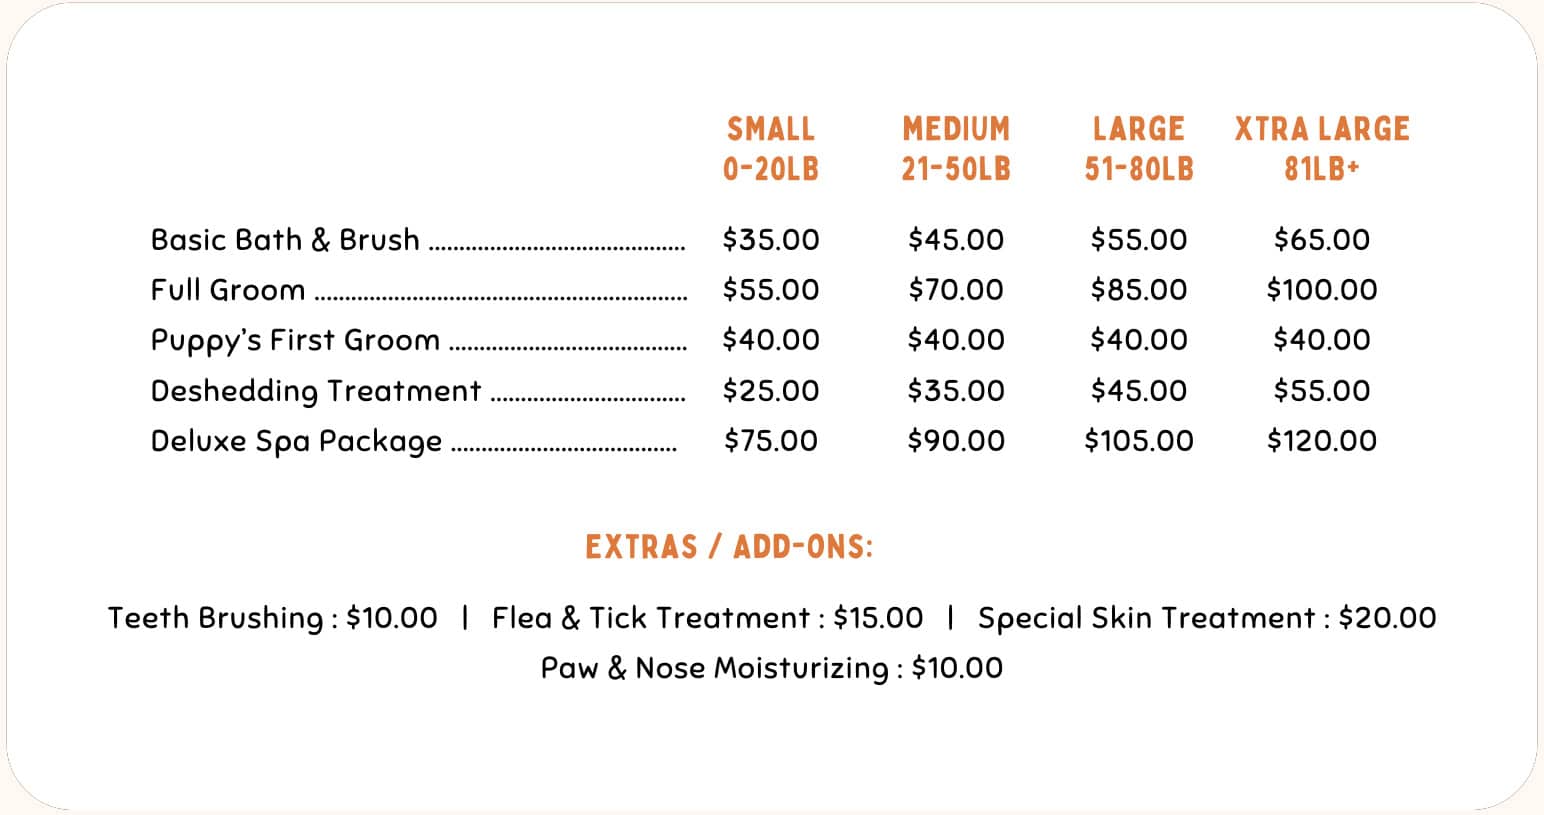 SMALL MEDIUM LARGE XTRA LARGE
0-20LB 21-50LB 51-80LB 81LB+
Basic Bath & Brush .......................................... $35.00 $45.00 $55.00 $65.00
Full Groom ............................................................. $55.00 $70.00 $85.00 $100.00
Puppy's First Groom ....................................... $40.00 $40.00 $40.00 $40.00
Deshedding Treatment ................................ $25.00 $35.00 $45.00 $55.00
Deluxe Spa Package ..................................... $75.00 $90.00 $105.00 $120.00
EXTRAS / ADD-ONS:
Teeth Brushing : $10.00 | Flea & Tick Treatment : $15.00 | Special Skin Treatment : $20.00
Paw & Nose Moisturizing : $10.00